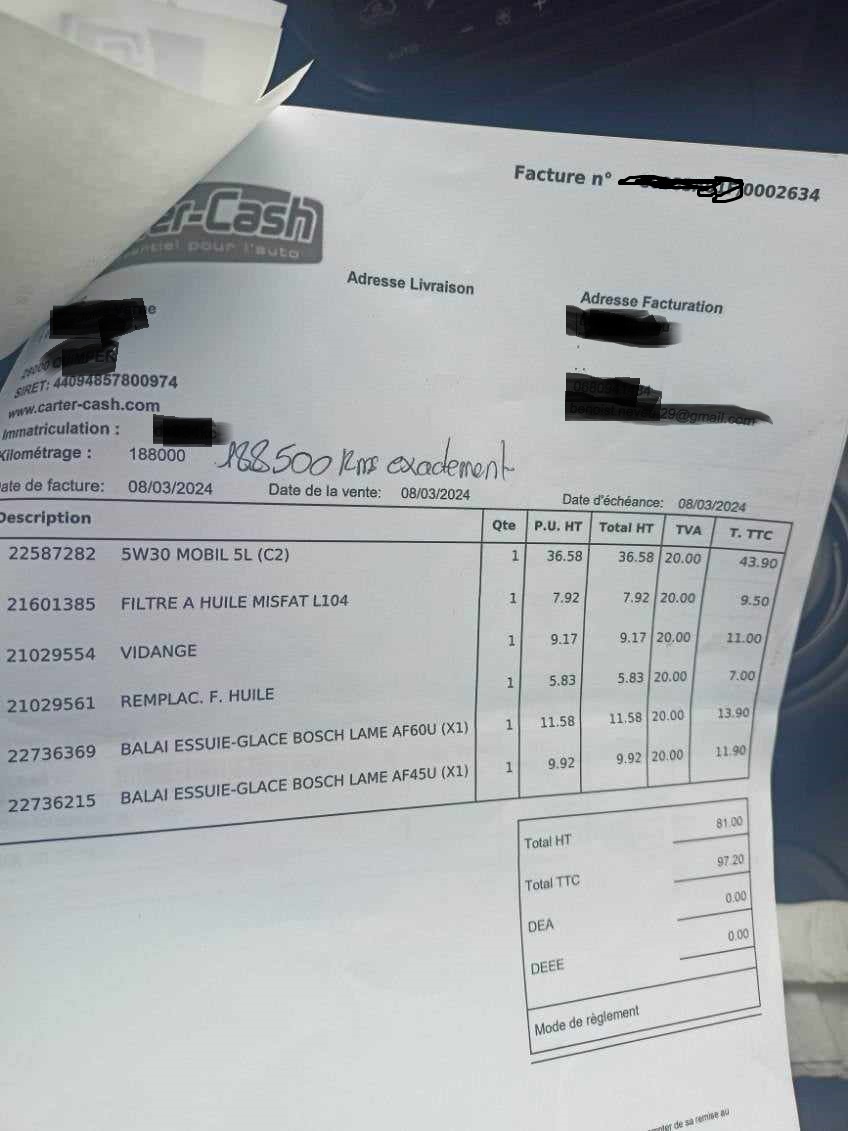 Facture n° 0002634
er-Cash
entiel pour l'auto
Adresse Livraison
Adresse Facturation
SIRET: 44094857800974
www.carter-cash.com
Immatriculation :
Kilométrage : 188000 188500 Kms exactement
ate de facture: 08/03/2024 Date de la vente: 08/03/2024 Date d'échéance: 08/03/2024
Description Qte P.U. HT Total HT TVA T. TTC
22587282 5W30 MOBIL 5L (C2) 1 36.58 36.58 20.00 43.90
21601385 FILTRE A HUILE MISFAT L104 1 7.92 7.92 20.00 9.50
21029554 VIDANGE 1 9.17 9.17 20.00 11.00
21029561 REMPLAC. F. HUILE 1 5.83 5.83 20.00 7.00
22736369 BALAI ESSUIE-GLACE BOSCH LAME AF60U (X1) 1 11.58 11.58 20.00 13.90
22736215 BALAI ESSUIE-GLACE BOSCH LAME AF45U (X1) 1 9.92 9.92 20.00 11.90
Total HT 81.00
Total TTC 97.20
DEA 0.00
DEEE 0.00
Mode de règlement
mpter de sa remise au